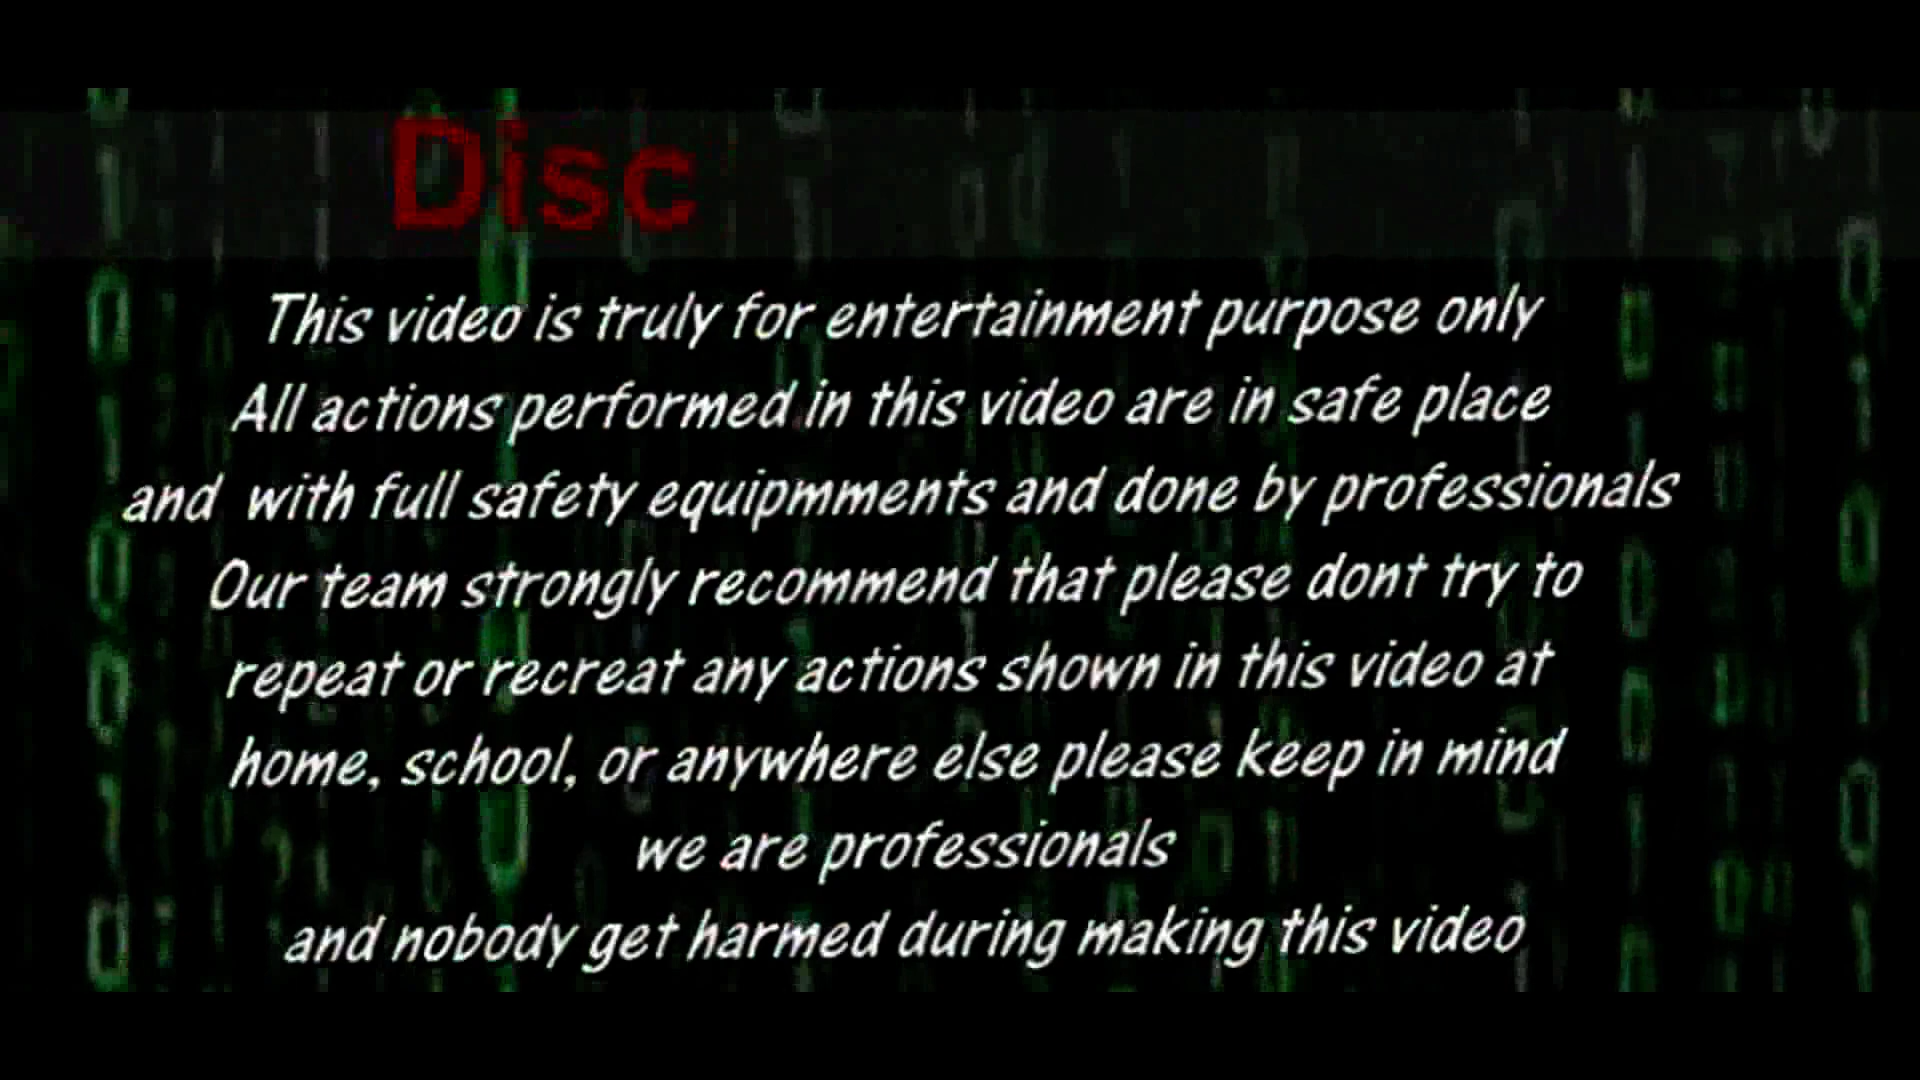 Disc
This video is truly for entertainment purpose only
All actions performed in this video are in safe place
and with full safety equipmments and done by professionals
Our team strongly recommend that please dont try to
repeat or recreat any actions shown in this video at
home, school, or anywhere else please keep in mind
we are professionals
and nobody get harmed during making this video